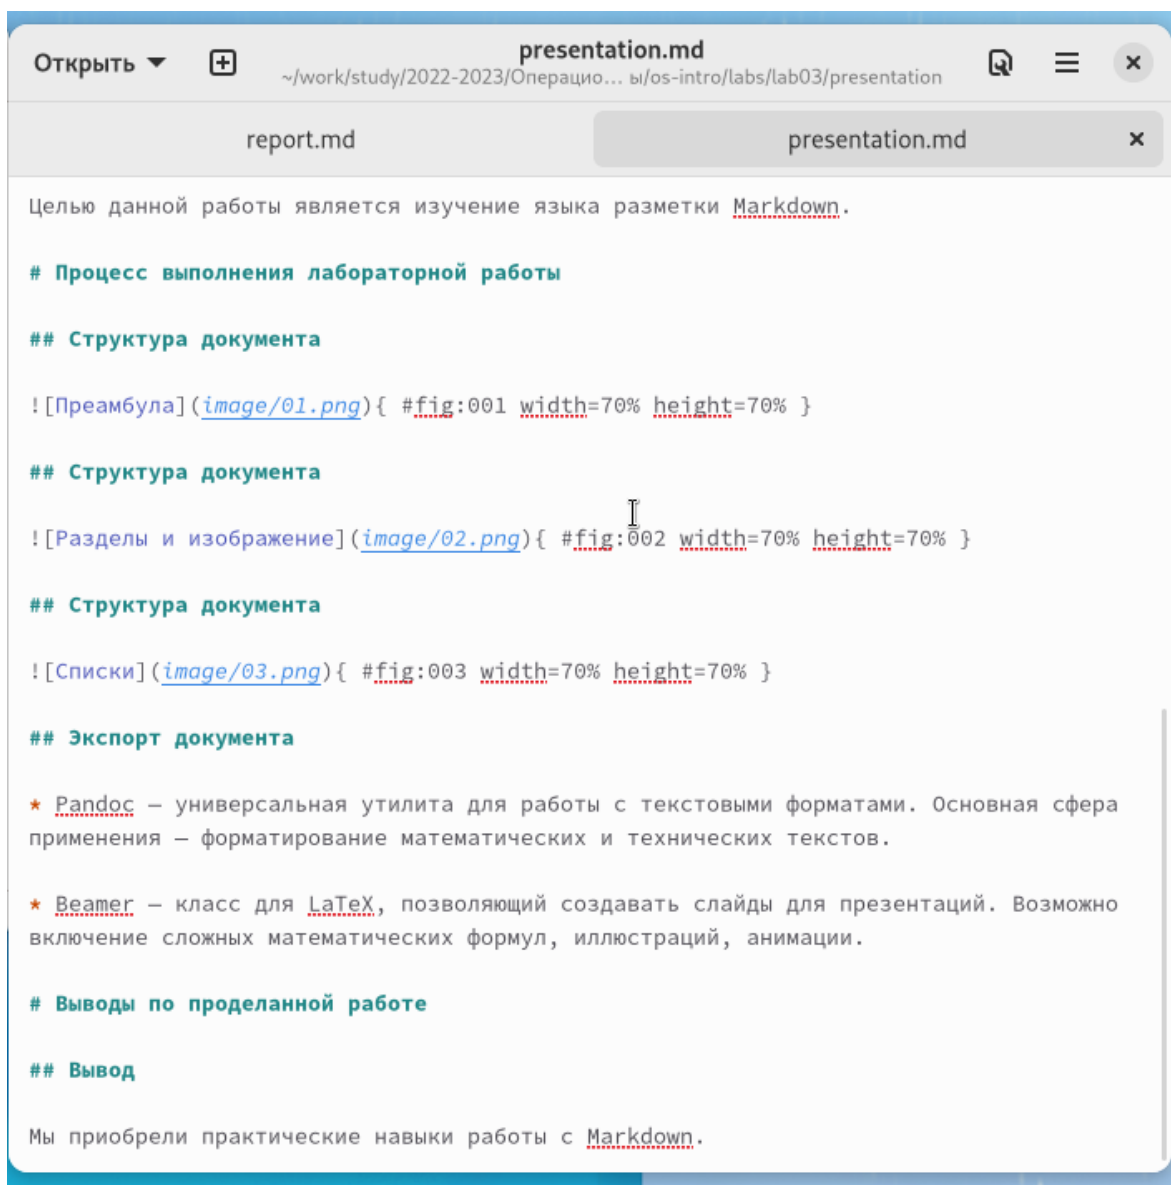 Открыть
presentation.md
~/work/study/2022-2023/Операцио… ы/os-intro/labs/lab03/presentation
report.md
presentation.md
Целью данной работы является изучение языка разметки Markdown.
# Процесс выполнения лабораторной работы
## Структура документа
![Преамбула](image/01.png){ #fig:001 width=70% height=70% }
## Структура документа
![Разделы и изображение](image/02.png){ #fig:002 width=70% height=70% }
## Структура документа
![Списки](image/03.png){ #fig:003 width=70% height=70% }
## Экспорт документа
* Pandoc — универсальная утилита для работы с текстовыми форматами. Основная сфера
применения — форматирование математических и технических текстов.
* Beamer — класс для LaTeX, позволяющий создавать слайды для презентаций. Возможно
включение сложных математических формул, иллюстраций, анимации.
# Выводы по проделанной работе
## Вывод
Мы приобрели практические навыки работы с Markdown.